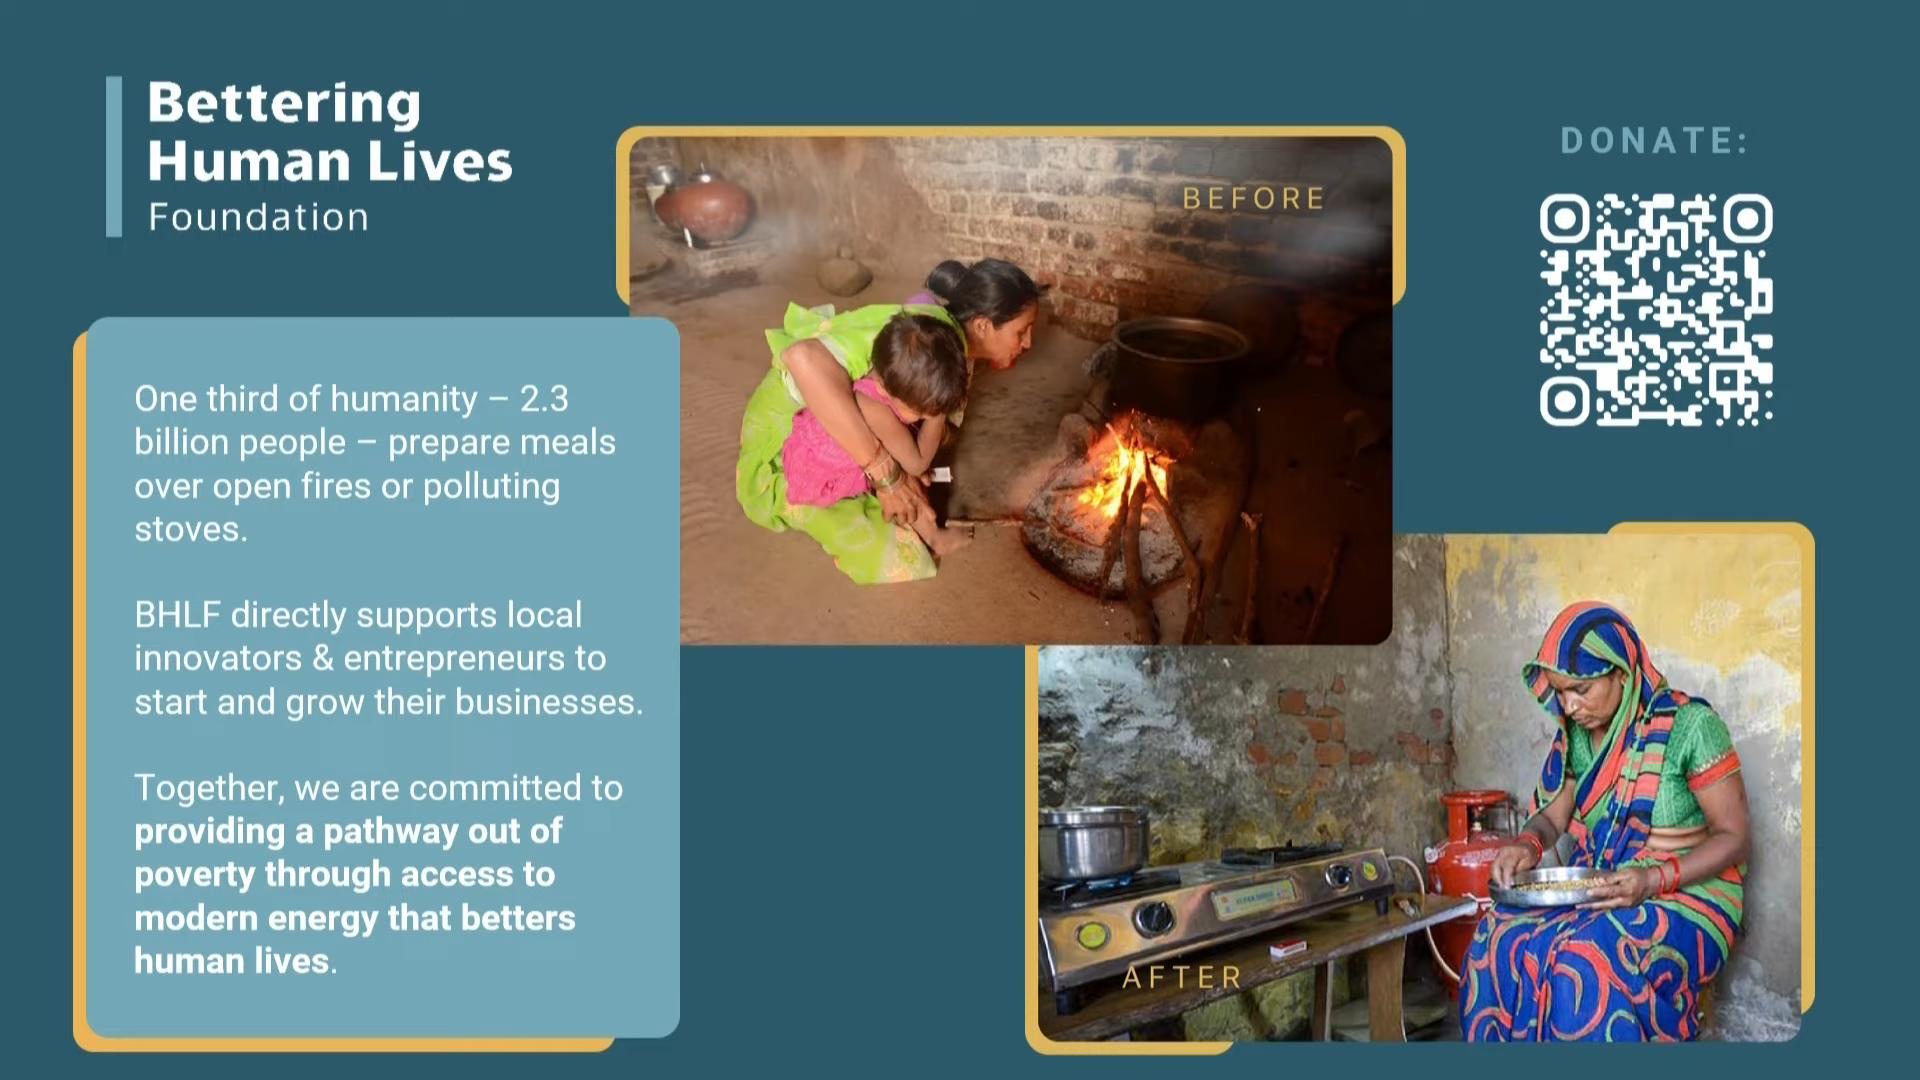 Bettering
Human Lives
Foundation
BEFORE
DONATE:
One third of humanity – 2.3
billion people – prepare meals
over open fires or polluting
stoves.
BHLF directly supports local
innovators & entrepreneurs to
start and grow their businesses.
Together, we are committed to
providing a pathway out of
poverty through access to
modern energy that betters
human lives.
AFTER